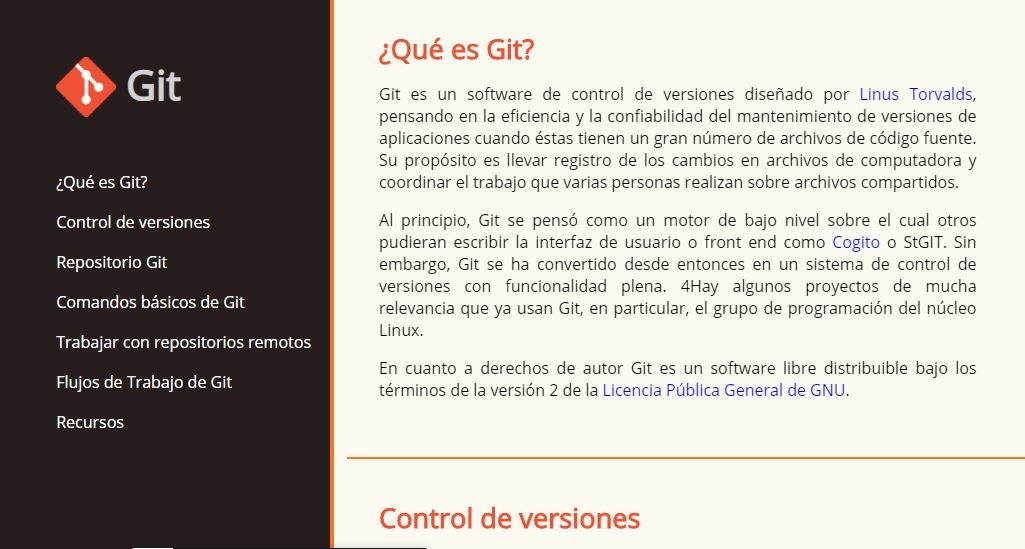 Git
¿Qué es Git?
Control de versiones
Repositorio Git
Comandos básicos de Git
Trabajar con repositorios remotos
Flujos de Trabajo de Git
Recursos
¿Qué es Git?
Git es un software de control de versiones diseñado por Linus Torvalds,
pensando en la eficiencia y la confiabilidad del mantenimiento de versiones de
aplicaciones cuando éstas tienen un gran número de archivos de código fuente.
Su propósito es llevar registro de los cambios en archivos de computadora y
coordinar el trabajo que varias personas realizan sobre archivos compartidos.
Al principio, Git se pensó como un motor de bajo nivel sobre el cual otros
pudieran escribir la interfaz de usuario o front end como Cogito o StGIT. Sin
embargo, Git se ha convertido desde entonces en un sistema de control de
versiones con funcionalidad plena. 4Hay algunos proyectos de mucha
relevancia que ya usan Git, en particular, el grupo de programación del núcleo
Linux.
En cuanto a derechos de autor Git es un software libre distribuible bajo los
términos de la versión 2 de la Licencia Pública General de GNU.
Control de versiones